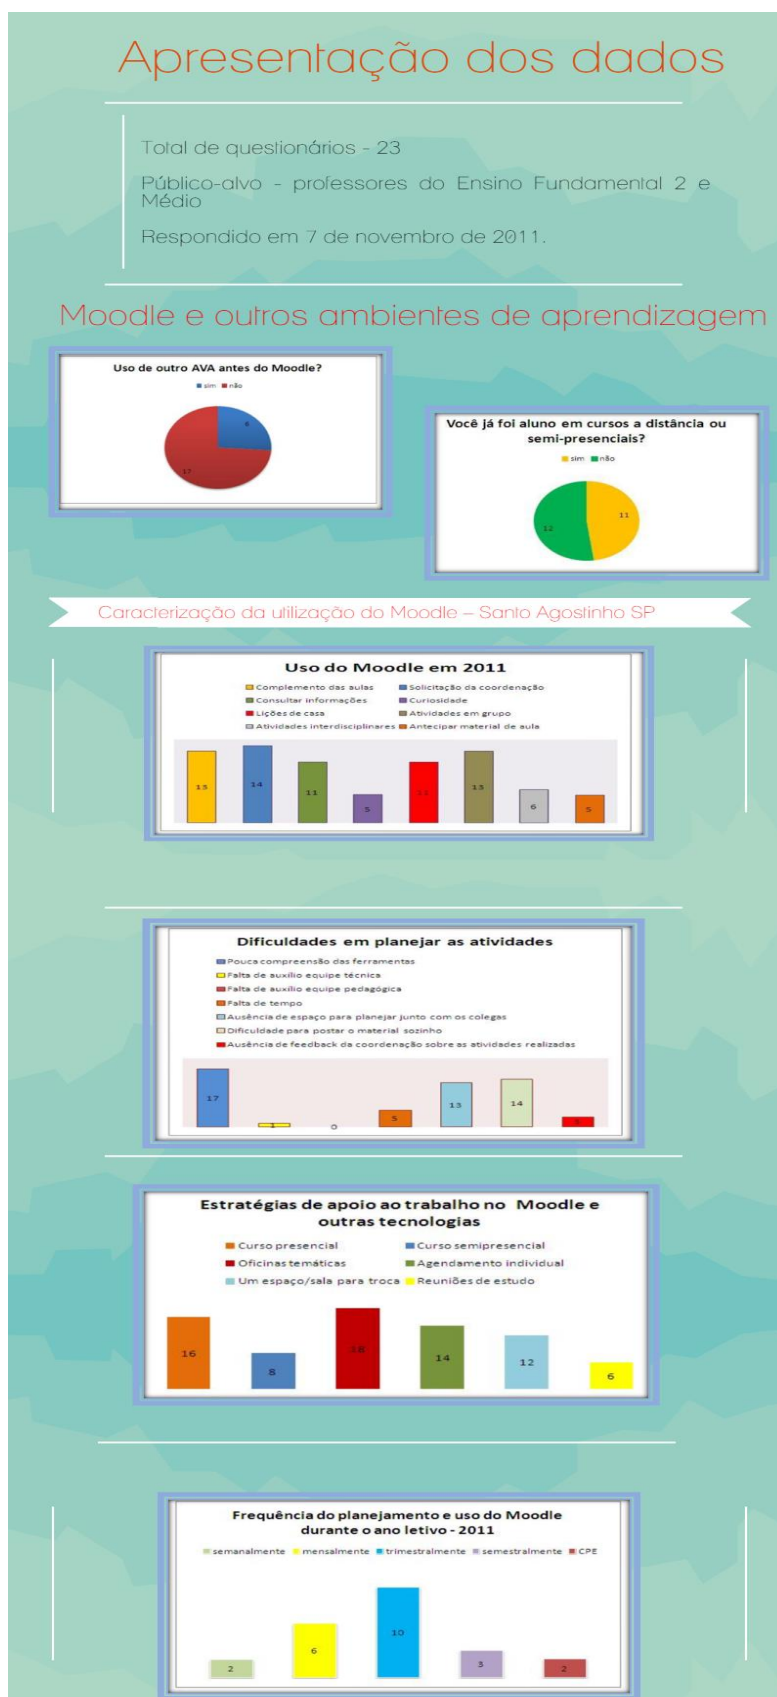 Apresentação dos dados
Total de questionários - 23
Público-alvo - professores do Ensino Fundamental 2 e
Médio
Respondido em 7 de novembro de 2011.
Moodle e outros ambientes de aprendizagem
Uso de outro AVA antes do Moodle?
sim não
6
17
Você já foi aluno em cursos a distância ou
semi-presenciais?
sim não
11
12
Caracterização da utilização do Moodle – Santo Agostinho SP
Uso do Moodle em 2011
Complemento das aulas Solicitação da coordenação
Consultar informações Curiosidade
Lições de casa Atividades em grupo
Atividades interdisciplinares Antecipar material de aula
13 14 11 5 11 13 6 5
Dificuldades em planejar as atividades
Pouca compreensão das ferramentas
Falta de auxílio equipe técnica
Falta de auxílio equipe pedagógica
Falta de tempo
Ausência de espaço para planejar junto com os colegas
Dificuldade para postar o material sozinho
Ausência de feedback da coordenação sobre as atividades realizadas
17 1 0 5 13 14
Estratégias de apoio ao trabalho no Moodle e
outras tecnologias
Curso presencial Curso semipresencial
Oficinas temáticas Agendamento individual
Um espaço/sala para troca Reuniões de estudo
16 8 18 14 12 6
Frequência do planejamento e uso do Moodle
durante o ano letivo - 2011
semanalmente mensalmente trimestralmente semestralmente CPE
2 6 10 3 2